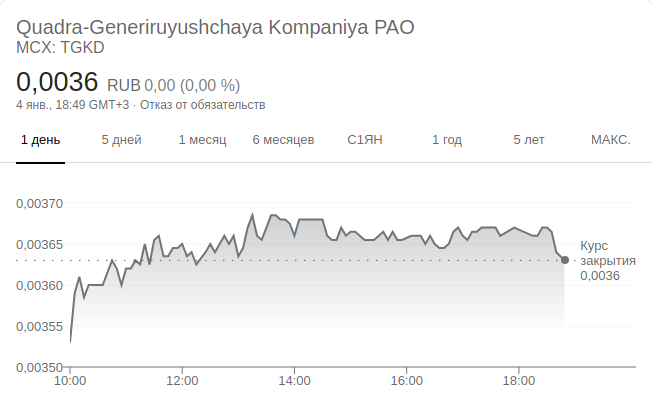 Quadra-Generiruyushchaya Kompaniya PAO
MCX: TGKD
0,0036 RUB 0,00 (0,00 %)
4 янв., 18:49 GMT+3 · Отказ от обязательств
1 день 5 дней 1 месяц 6 месяцев С1ЯН 1 год 5 лет МАКС.
0,00370
0,00365
0,00360
0,00355
0,00350
Курс
закрытия
0,0036
10:00 12:00 14:00 16:00 18:00